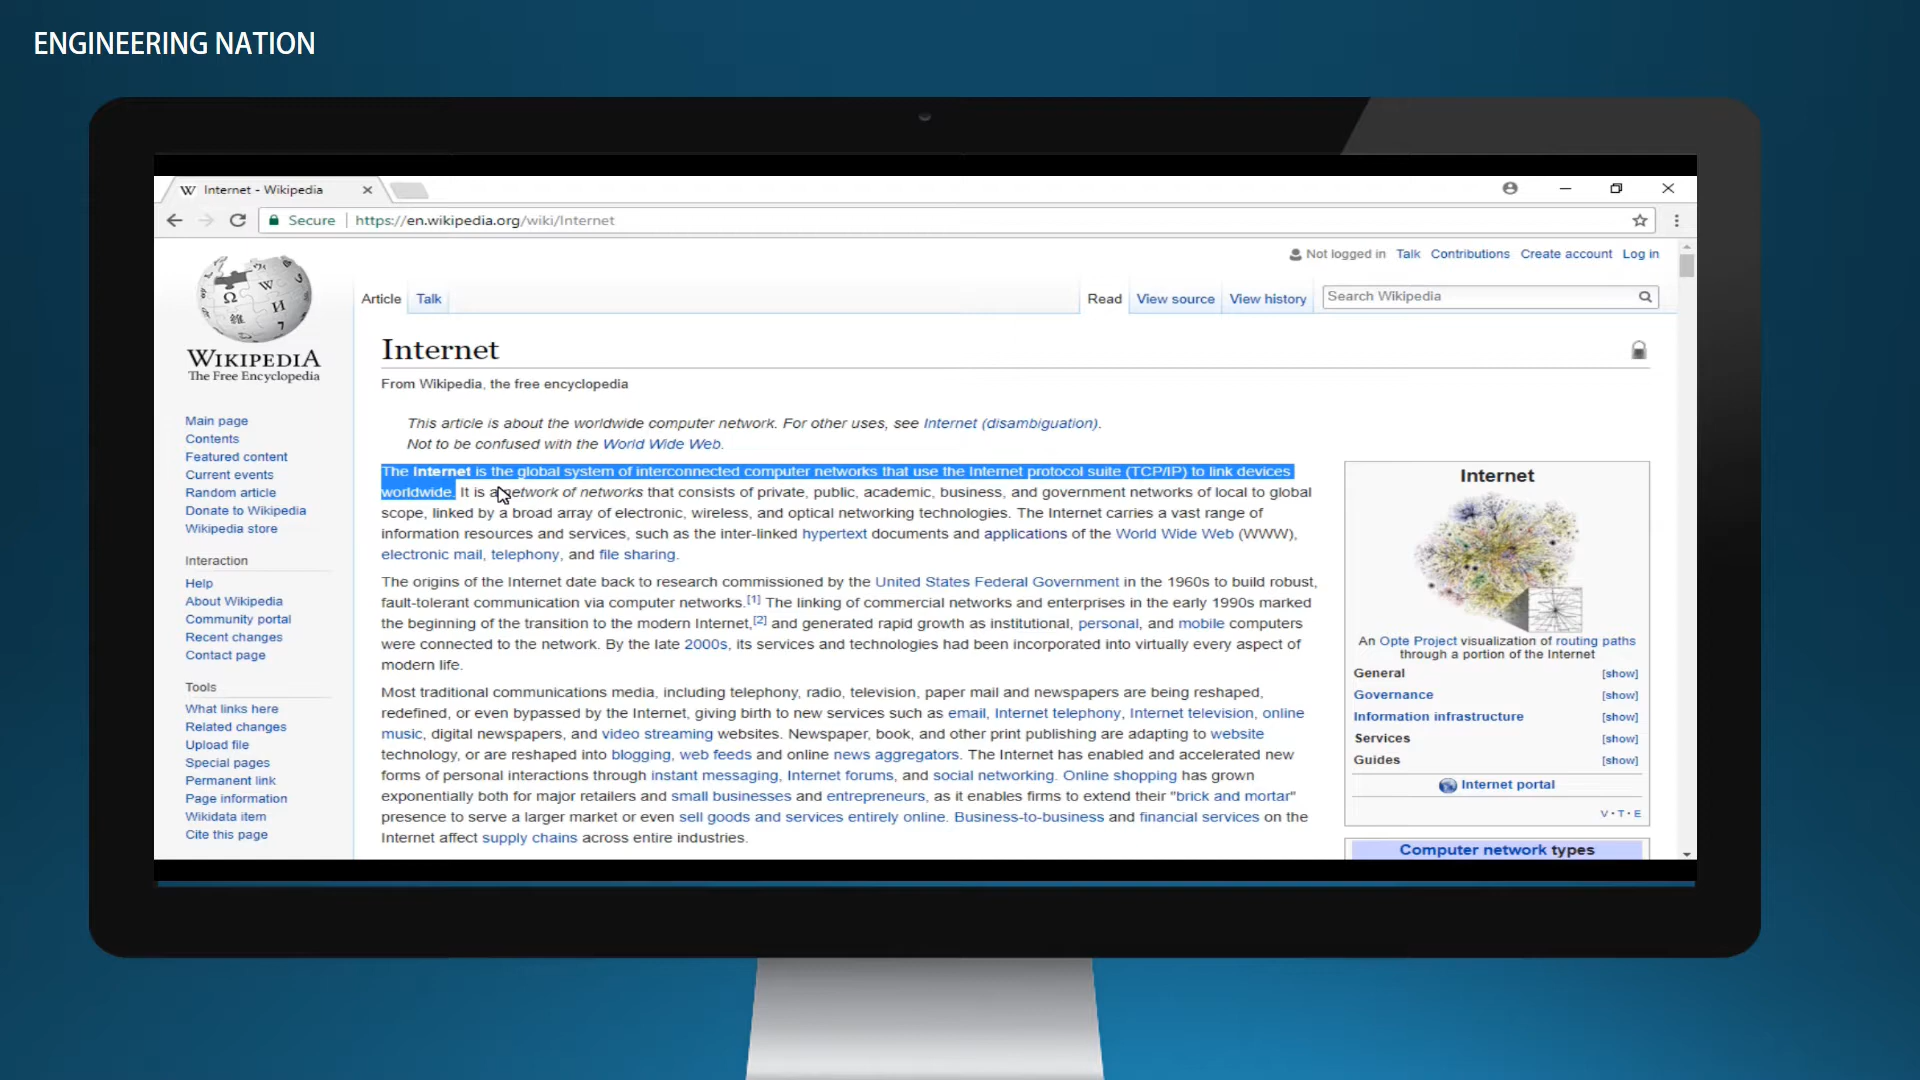 ENGINEERING NATION
Internet - Wikipedia
Secure
https://en.wikipedia.org/wiki/Internet
Not logged in Talk Contributions Create account Log in
Article Talk
Read View source View history
Search Wikipedia
WIKIPEDIA
The Free Encyclopedia
Main page
Contents
Featured content
Current events
Random article
Donate to Wikipedia
Wikipedia store
Interaction
Help
About Wikipedia
Community portal
Recent changes
Contact page
Tools
What links here
Related changes
Upload file
Special pages
Permanent link
Page information
Wikidata item
Cite this page
Internet
From Wikipedia, the free encyclopedia
This article is about the worldwide computer network. For other uses, see Internet (disambiguation).
Not to be confused with the World Wide Web.
The Internet is the global system of interconnected computer networks that use the Internet protocol suite (TCP/IP) to link devices
worldwide. It is a network of networks that consists of private, public, academic, business, and government networks of local to global
scope, linked by a broad array of electronic, wireless, and optical networking technologies. The Internet carries a vast range of
information resources and services, such as the inter-linked hypertext documents and applications of the World Wide Web (WWW),
electronic mail, telephony, and file sharing.
The origins of the Internet date back to research commissioned by the United States Federal Government in the 1960s to build robust,
fault-tolerant communication via computer networks.[1] The linking of commercial networks and enterprises in the early 1990s marked
the beginning of the transition to the modern Internet,[2] and generated rapid growth as institutional, personal, and mobile computers
were connected to the network. By the late 2000s, its services and technologies had been incorporated into virtually every aspect of
modern life.
Most traditional communications media, including telephony, radio, television, paper mail and newspapers are being reshaped,
redefined, or even bypassed by the Internet, giving birth to new services such as email, Internet telephony, Internet television, online
music, digital newspapers, and video streaming websites. Newspaper, book, and other print publishing are adapting to website
technology, or are reshaped into blogging, web feeds and online news aggregators. The Internet has enabled and accelerated new
forms of personal interactions through instant messaging, Internet forums, and social networking. Online shopping has grown
exponentially both for major retailers and small businesses and entrepreneurs, as it enables firms to extend their "brick and mortar"
presence to serve a larger market or even sell goods and services entirely online. Business-to-business and financial services on the
Internet affect supply chains across entire industries.
Internet
An Opte Project visualization of routing paths
through a portion of the Internet
General [show]
Governance [show]
Information infrastructure [show]
Services [show]
Guides [show]
Internet portal
V · T · E
Computer network types